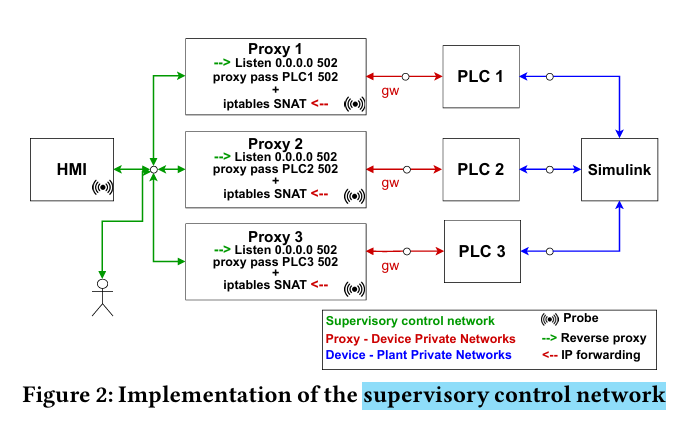 Proxy 1
--> Listen 0.0.0.0 502
proxy pass PLC1 502
+
iptables SNAT <--
gw
PLC 1
HMI
Proxy 2
--> Listen 0.0.0.0 502
proxy pass PLC2 502
+
iptables SNAT <--
gw
PLC 2
Simulink
Proxy 3
--> Listen 0.0.0.0 502
proxy pass PLC3 502
+
iptables SNAT <--
gw
PLC 3
Supervisory control network
Proxy - Device Private Networks
Device - Plant Private Networks
Probe
--> Reverse proxy
<-- IP forwarding
Figure 2: Implementation of the supervisory control network